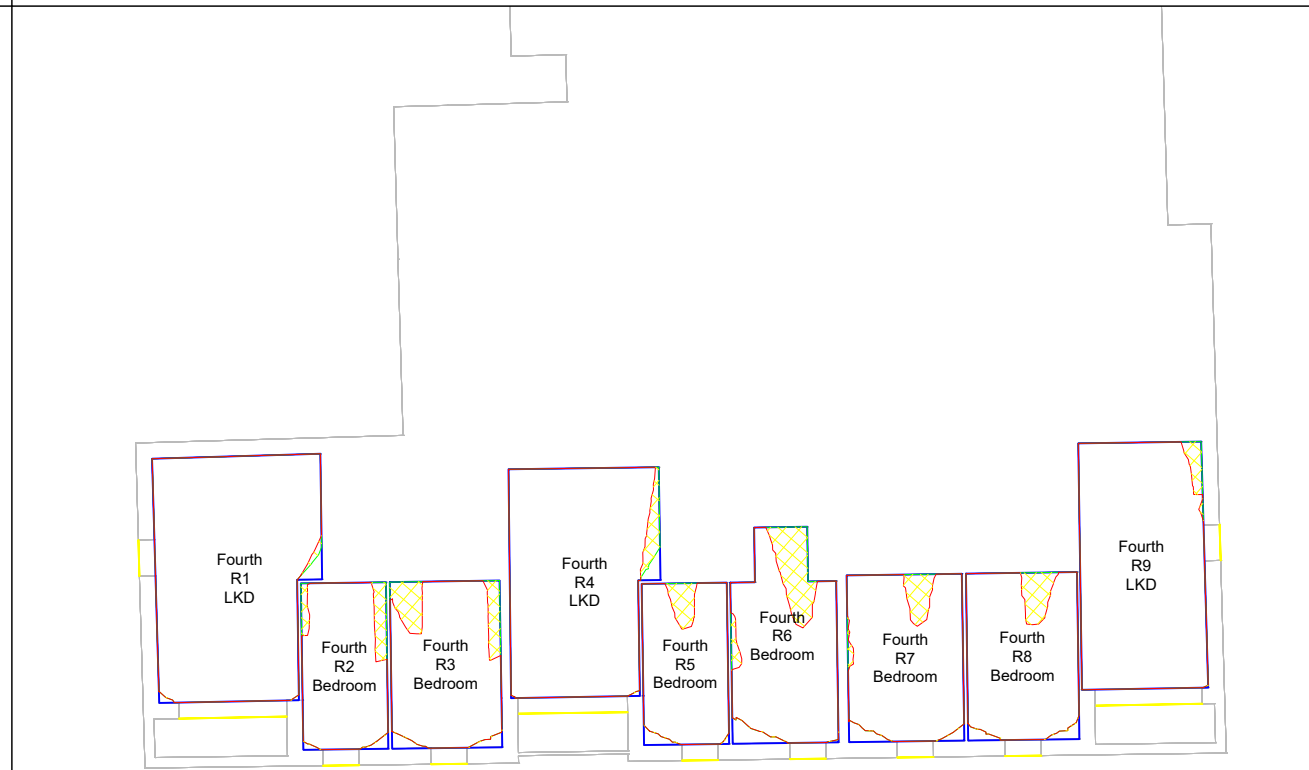 Fourth
R1
LKD
Fourth
R2
Bedroom
Fourth
R3
Bedroom
Fourth
R4
LKD
Fourth
R5
Bedroom
Fourth
R6
Bedroom
Fourth
R7
Bedroom
Fourth
R8
Bedroom
Fourth
R9
LKD